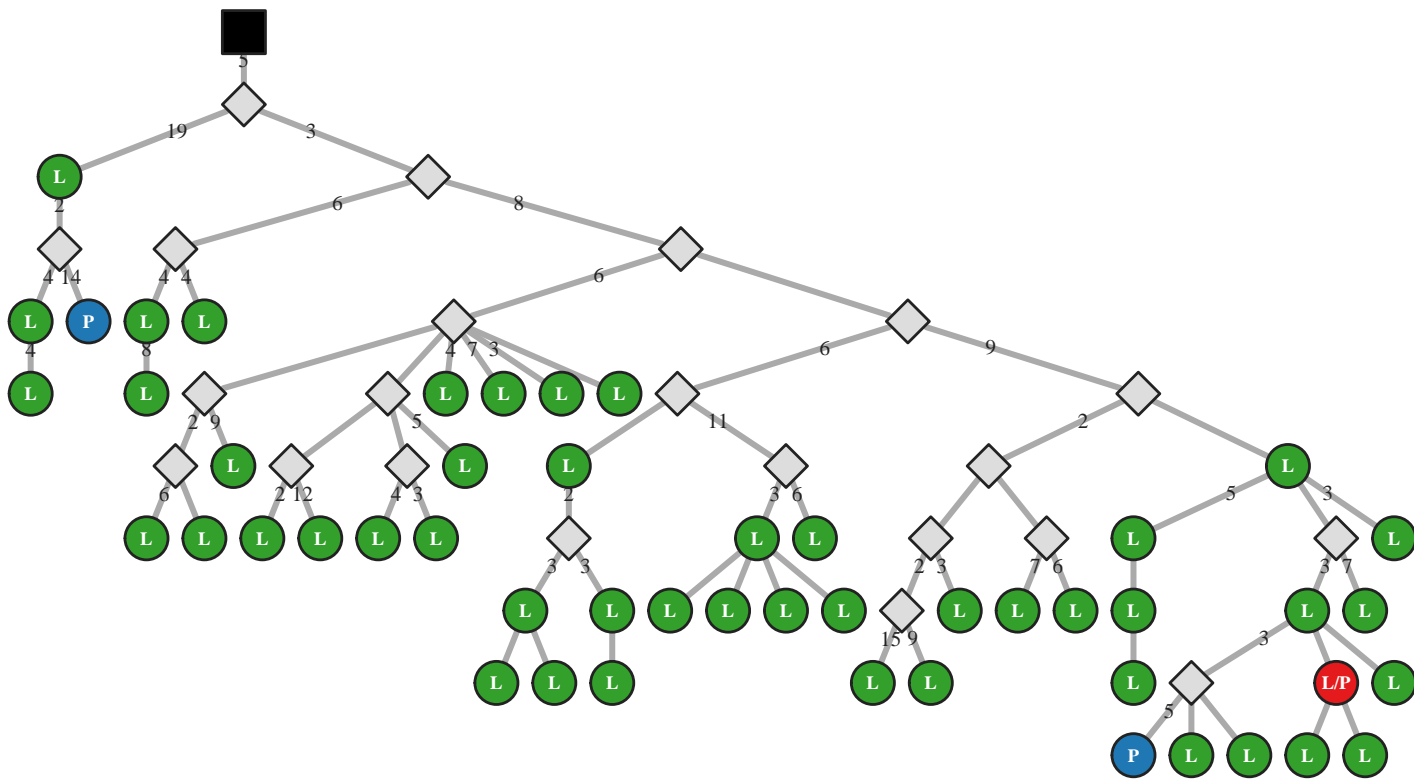 5
19 3
L
2 6 8
4 14 4 4 6
L P L L
4 8 4 7 3 6 9
L L L L L L
2 9 5 11 2
L L L L
6 2 12 4 3 2 3 6 5 3
L L L L L L L L L L
3 3 2 3 7 6 3 7
L L L L L L L L L L L L
15 9 3
L L L L L L L/P L
5
P L L L L